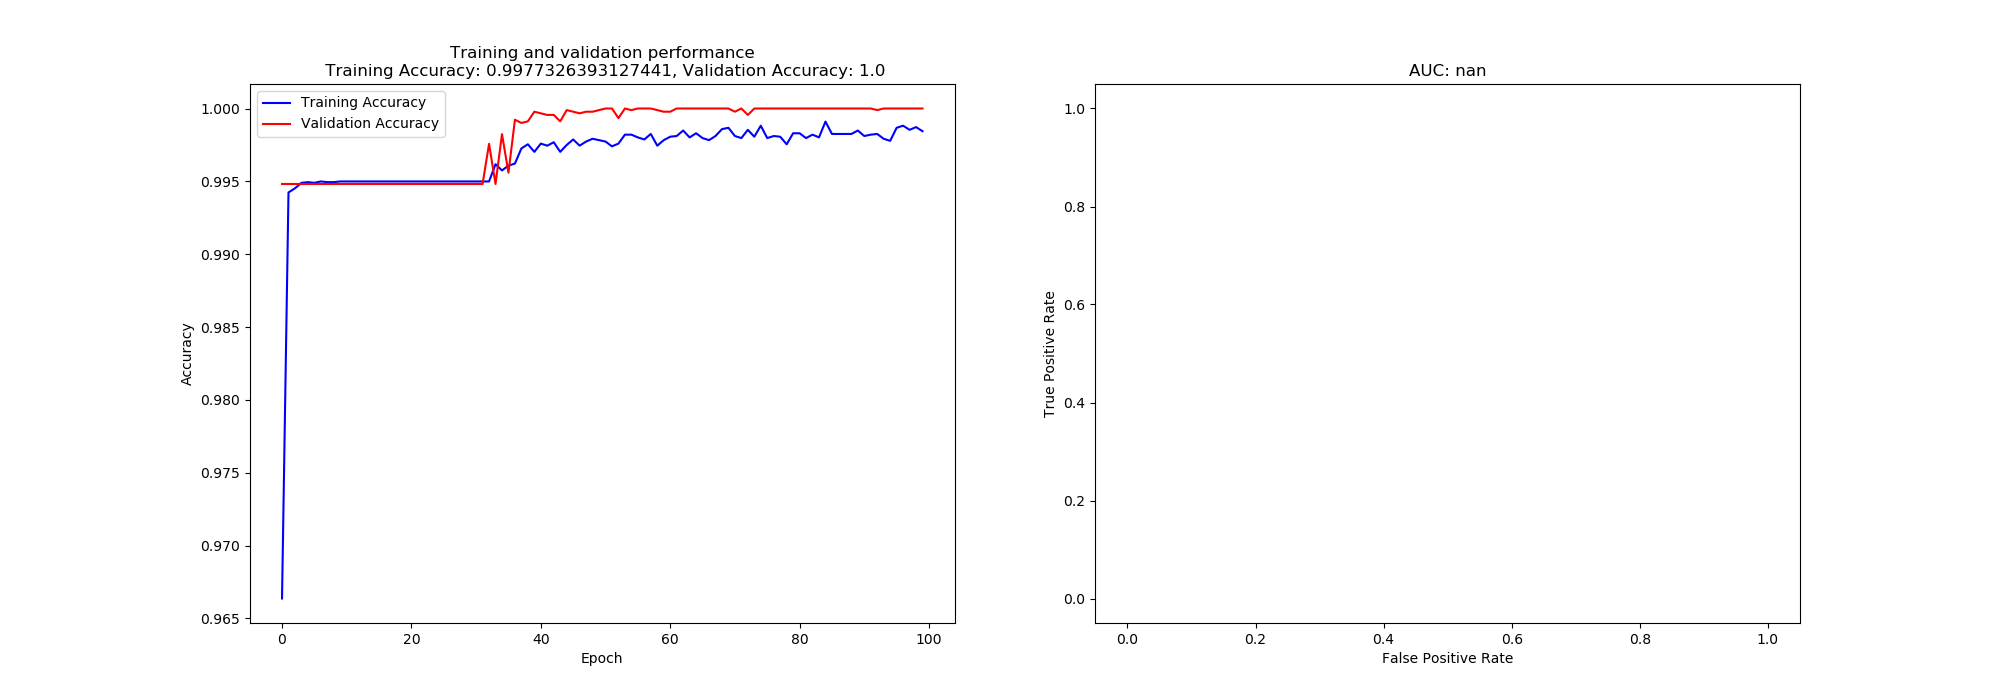 Training and validation performance
Training Accuracy: 0.9977326393127441, Validation Accuracy: 1.0
Training Accuracy
Validation Accuracy
1.000
0.995
0.990
0.985
0.980
0.975
0.970
0.965
Accuracy
0
20
40
60
80
100
Epoch
AUC: nan
1.0
0.8
0.6
0.4
0.2
0.0
True Positive Rate
0.0
0.2
0.4
0.6
0.8
1.0
False Positive Rate